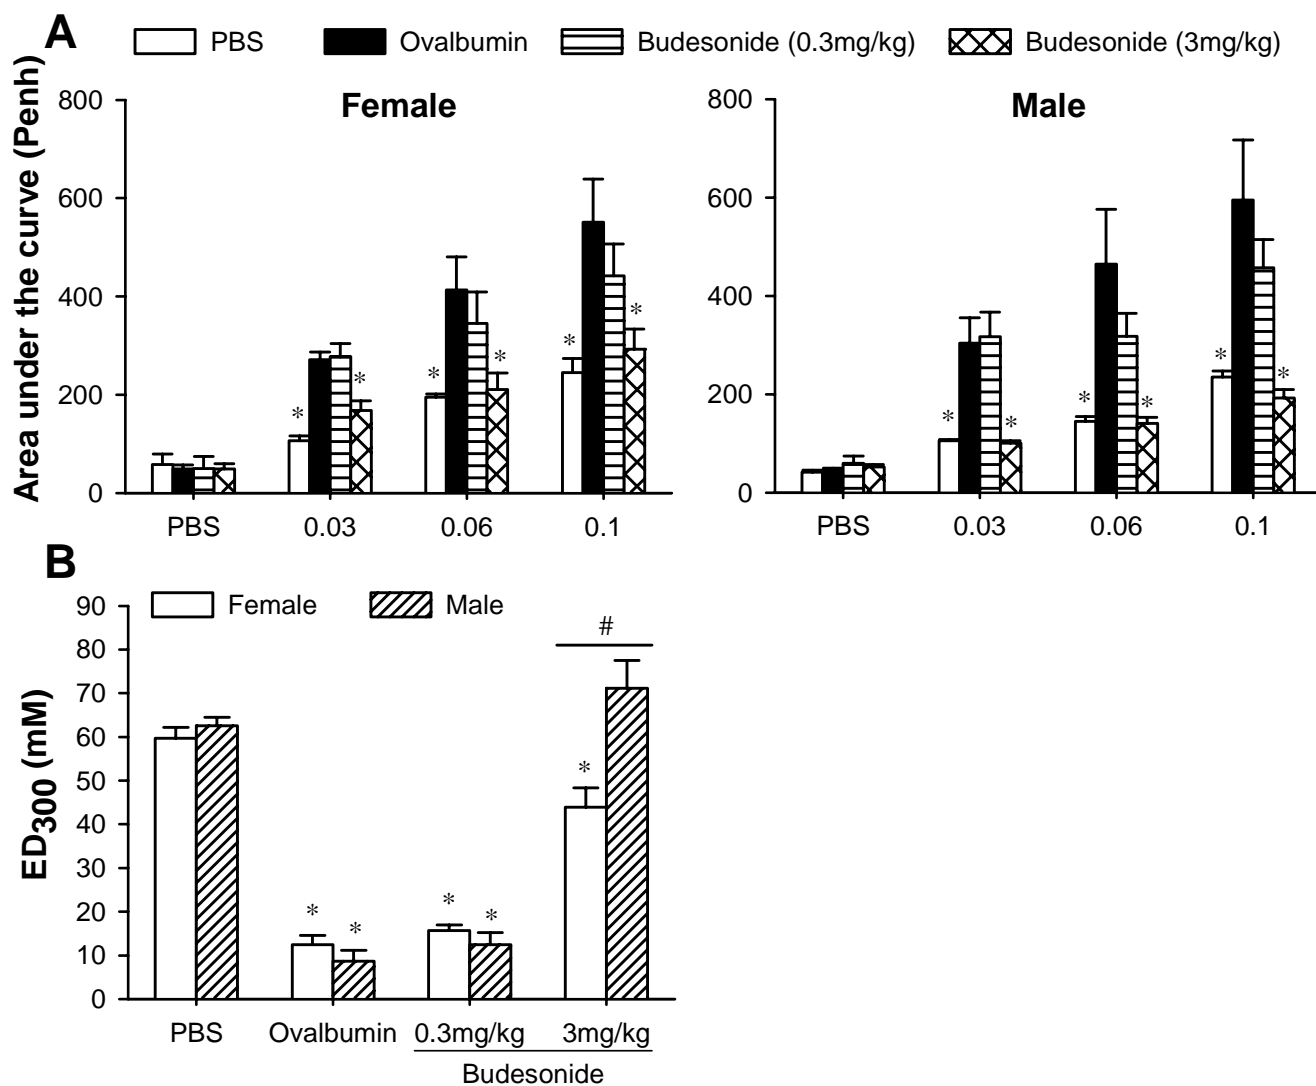 A
PBS Ovalbumin Budesonide (0.3mg/kg) Budesonide (3mg/kg)
Area under the curve (Penh)
Female
800
600
400
200
0
* * * * * *
PBS 0.03 0.06 0.1
Male
800
600
400
200
0
* * * * * *
PBS 0.03 0.06 0.1
B
Female Male
ED300 (mM)
90
80
70
60
50
40
30
20
10
0
#
* * * * *
PBS Ovalbumin 0.3mg/kg 3mg/kg
Budesonide